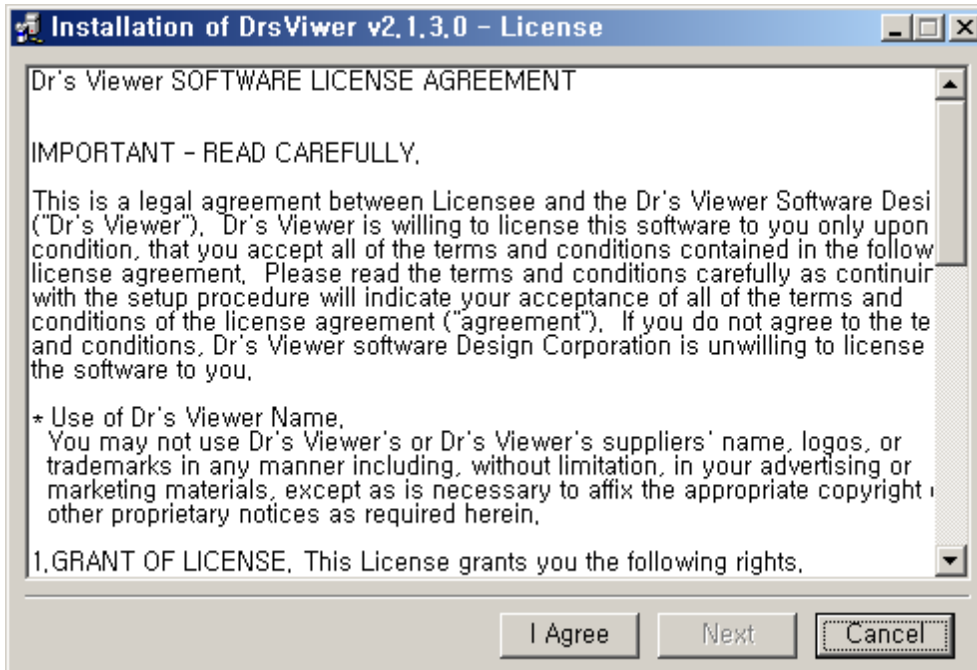 Installation of DrsViwer v2.1.3.0 - License
Dr's Viewer SOFTWARE LICENSE AGREEMENT
IMPORTANT - READ CAREFULLY.
This is a legal agreement between Licensee and the Dr's Viewer Software Desi
("Dr's Viewer"). Dr's Viewer is willing to license this software to you only upon
condition, that you accept all of the terms and conditions contained in the follow
license agreement. Please read the terms and conditions carefully as continuin
with the setup procedure will indicate your acceptance of all of the terms and
conditions of the license agreement ("agreement"). If you do not agree to the te
and conditions, Dr's Viewer software Design Corporation is unwilling to license
the software to you.
* Use of Dr's Viewer Name.
You may not use Dr's Viewer's or Dr's Viewer's suppliers' name, logos, or
trademarks in any manner including, without limitation, in your advertising or
marketing materials, except as is necessary to affix the appropriate copyright
other proprietary notices as required herein.
1.GRANT OF LICENSE. This License grants you the following rights.
I Agree
Next
Cancel